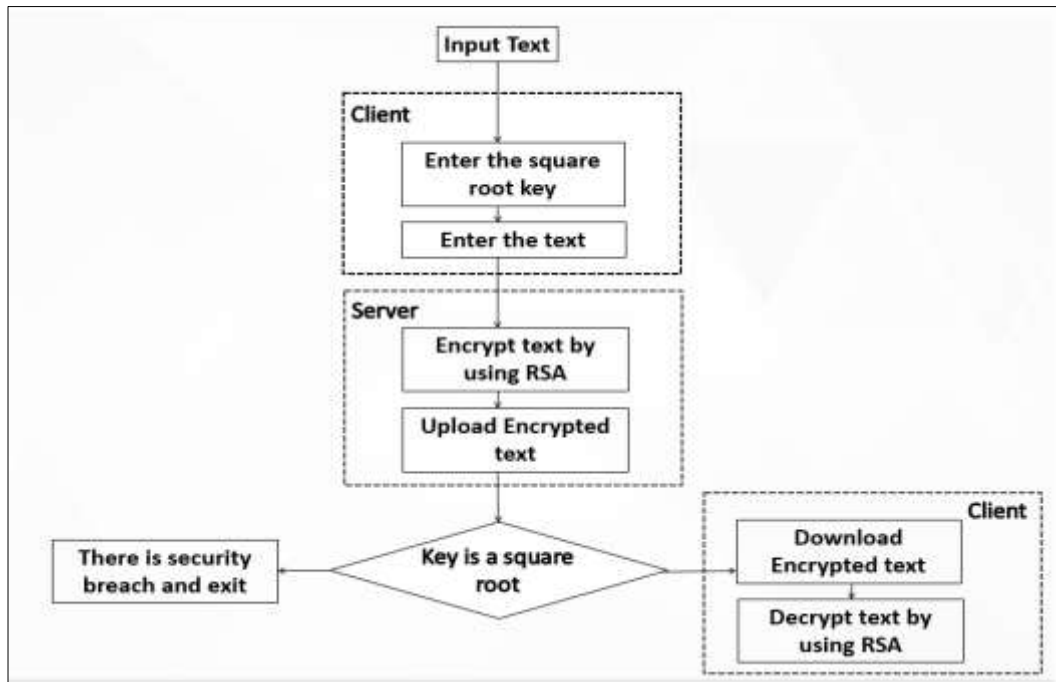 Input Text
Client
Enter the square
root key
Enter the text
Server
Encrypt text by
using RSA
Upload Encrypted
text
Key is a square
root
There is security
breach and exit
Client
Download
Encrypted text
Decrypt text by
using RSA